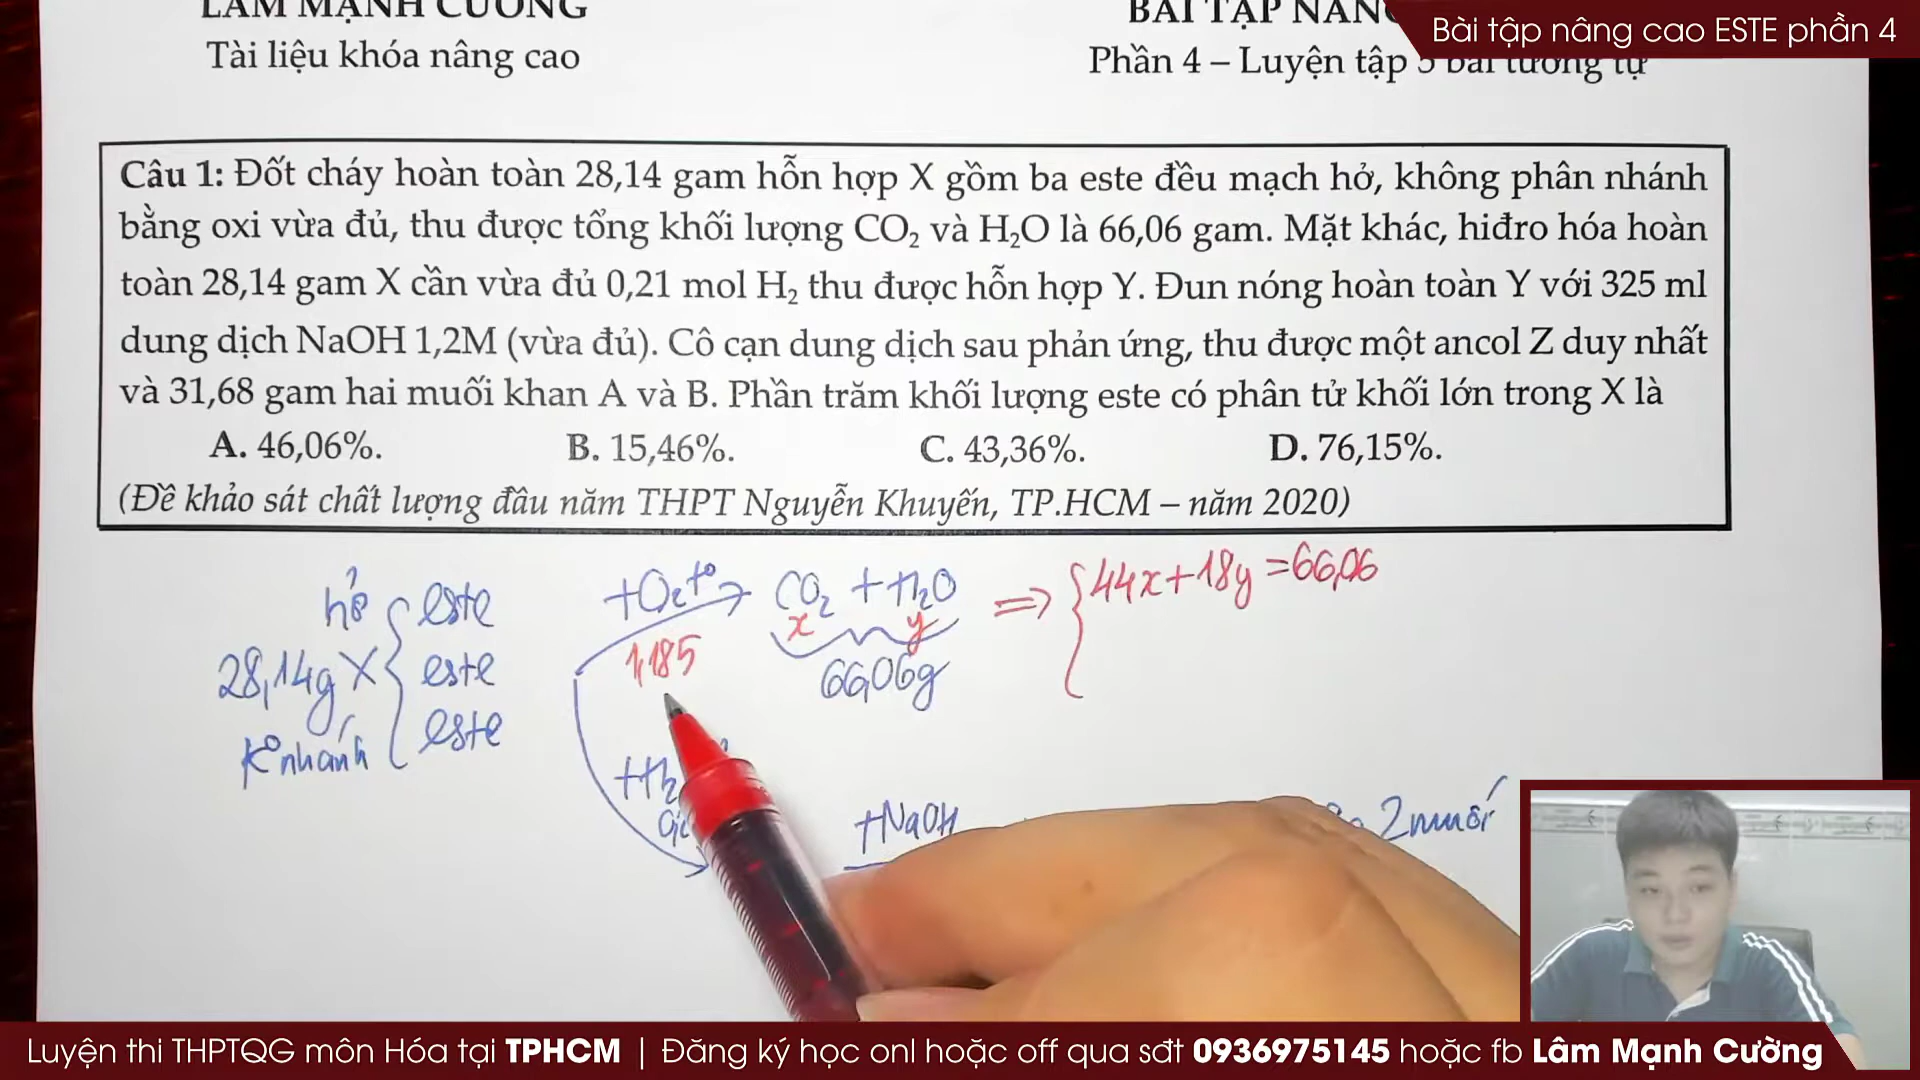 LÂM MẠNH CƯỜNG
BÀI TẬP NÂNG
Bài tập nâng cao ESTE phần 4
Tài liệu khóa nâng cao
Phần 4 – Luyện tập 5 bài tương tự
Câu 1: Đốt cháy hoàn toàn 28,14 gam hỗn hợp X gồm ba este đều mạch hở, không phân nhánh
bằng oxi vừa đủ, thu được tổng khối lượng CO₂ và H₂O là 66,06 gam. Mặt khác, hiđro hóa hoàn
toàn 28,14 gam X cần vừa đủ 0,21 mol H₂ thu được hỗn hợp Y. Đun nóng hoàn toàn Y với 325 ml
dung dịch NaOH 1,2M (vừa đủ). Cô cạn dung dịch sau phản ứng, thu được một ancol Z duy nhất
và 31,68 gam hai muối khan A và B. Phần trăm khối lượng este có phân tử khối lớn trong X là
A. 46,06%. B. 15,46%. C. 43,36%. D. 76,15%.
(Đề khảo sát chất lượng đầu năm THPT Nguyễn Khuyến, TP.HCM – năm 2020)
hở este +O₂ t° CO₂ + H₂O ⇒ { 44x+18y=66,06
x y
28,14g X este 1,185 66,06g
k° nhánh este
+H₂
+NaOH 2 muối
Luyện thi THPTQG môn Hóa tại TPHCM | Đăng ký học onl hoặc off qua sđt 0936975145 hoặc fb Lâm Mạnh Cường